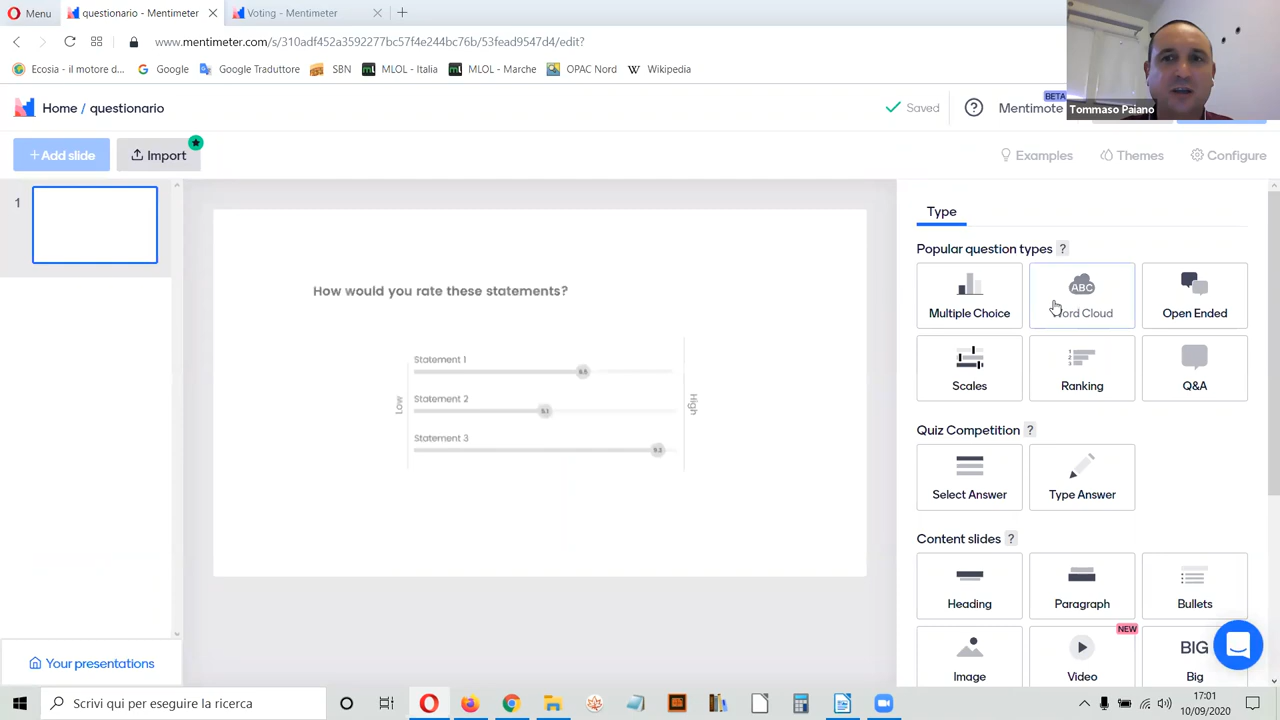 Menu
questionario - Mentimeter
Voting - Mentimeter
www.mentimeter.com/s/310adf452a3592277bc57f4e244bc76b/53fead9547d4/edit?
Ecosia - il motore d...
Google
Google Traduttore
SBN
MLOL - Italia
MLOL - Marche
OPAC Nord
Wikipedia
Home / questionario
Saved
Mentimote
BETA
Tommaso Paiano
+ Add slide
Import
Examples
Themes
Configure
1
How would you rate these statements?
Statement 1
Statement 2
Statement 3
Low
High
Type
Popular question types ?
Multiple Choice
ABC
Word Cloud
Open Ended
Scales
Ranking
Q&A
Quiz Competition ?
Select Answer
Type Answer
Content slides ?
Heading
Paragraph
Bullets
Image
NEW
Video
BIG
Big
Your presentations
Scrivi qui per eseguire la ricerca
17:01
10/09/2020